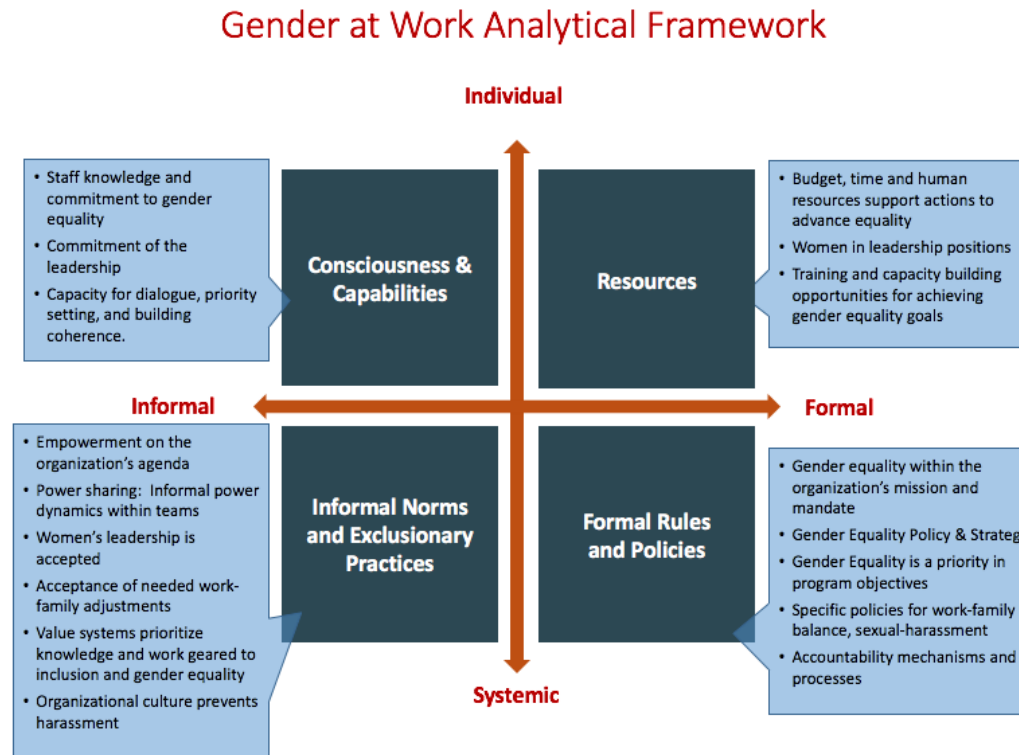 Gender at Work Analytical Framework
Individual
• Staff knowledge and
commitment to gender
equality
• Commitment of the
leadership
• Capacity for dialogue, priority
setting, and building
coherence.
Consciousness &
Capabilities
Resources
• Budget, time and human
resources support actions to
advance equality
• Women in leadership positions
• Training and capacity building
opportunities for achieving
gender equality goals
Informal
Formal
• Empowerment on the
organization's agenda
• Power sharing: Informal power
dynamics within teams
• Women's leadership is
accepted
• Acceptance of needed work-
family adjustments
• Value systems prioritize
knowledge and work geared to
inclusion and gender equality
• Organizational culture prevents
harassment
Informal Norms
and Exclusionary
Practices
Formal Rules
and Policies
• Gender equality within the
organization's mission and
mandate
• Gender Equality Policy & Strateg
• Gender Equality is a priority in
program objectives
• Specific policies for work-family
balance, sexual-harassment
• Accountability mechanisms and
processes
Systemic